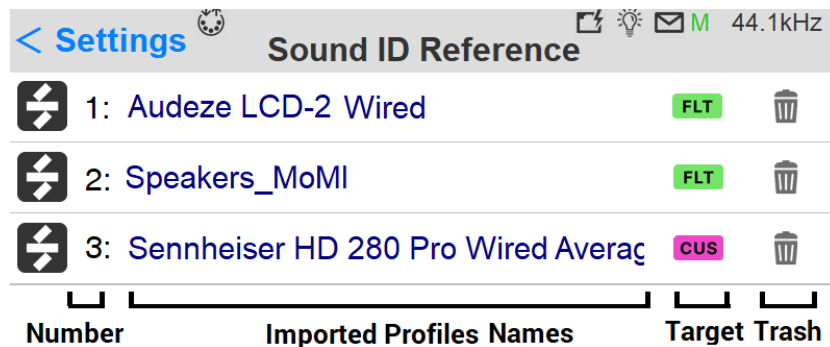 < Settings Sound ID Reference M 44.1kHz
1: Audeze LCD-2 Wired FLT
2: Speakers_MoMI FLT
3: Sennheiser HD 280 Pro Wired Averag CUS
Number Imported Profiles Names Target Trash